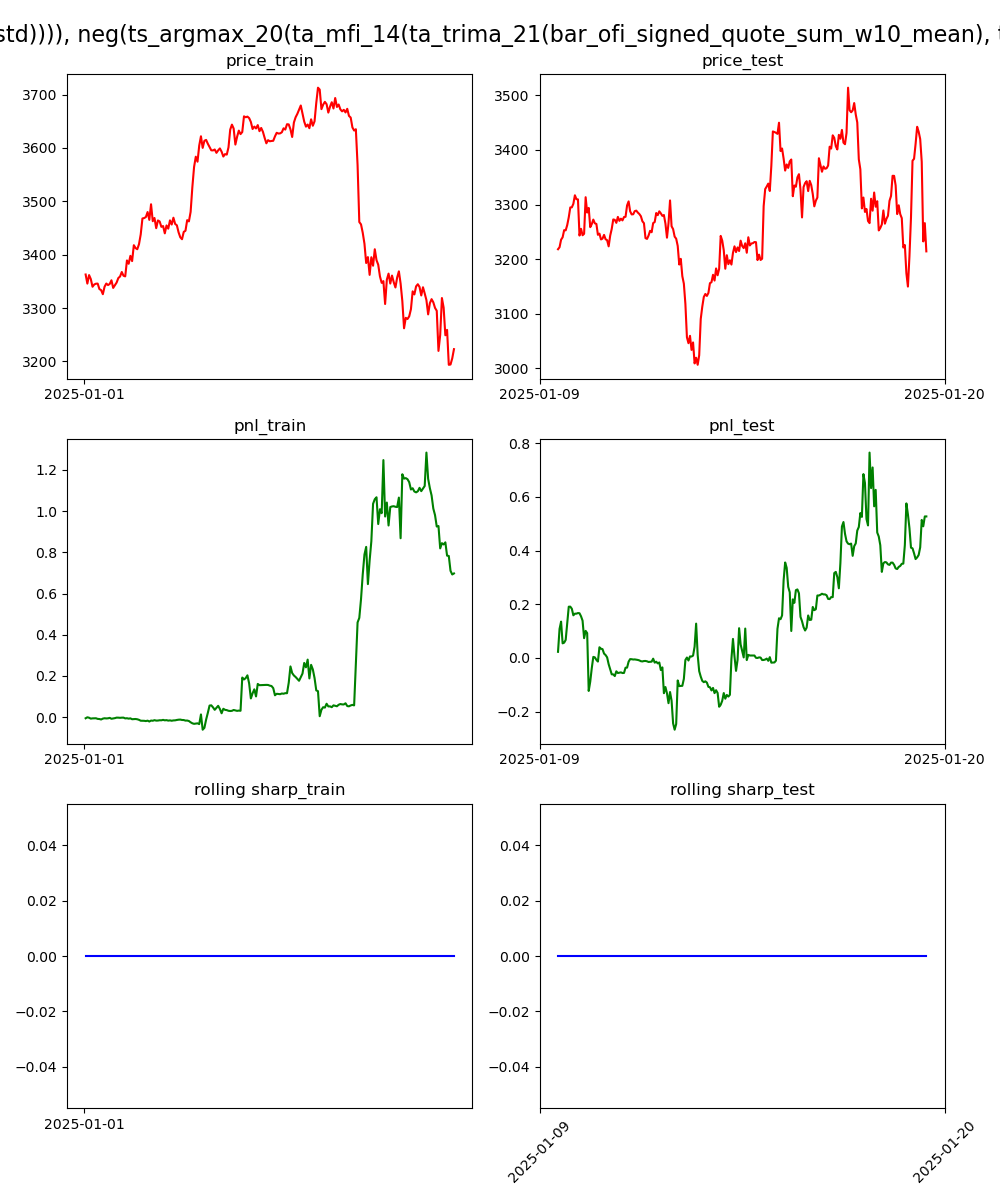 std)))), neg(ts_argmax_20(ta_mfi_14(ta_trima_21(bar_ofi_signed_quote_sum_w10_mean),
price_train price_test
3700 3500
3600 3400
3500 3300
3400 3200
3300 3100
3200 3000
2025-01-01 2025-01-09 2025-01-20
pnl_train pnl_test
1.2 0.8
1.0 0.6
0.8 0.4
0.6 0.2
0.4 0.0
0.2 −0.2
0.0
2025-01-01 2025-01-09 2025-01-20
rolling sharp_train rolling sharp_test
0.04 0.04
0.02 0.02
0.00 0.00
−0.02 −0.02
−0.04 −0.04
2025-01-01 2025-01-09 2025-01-20